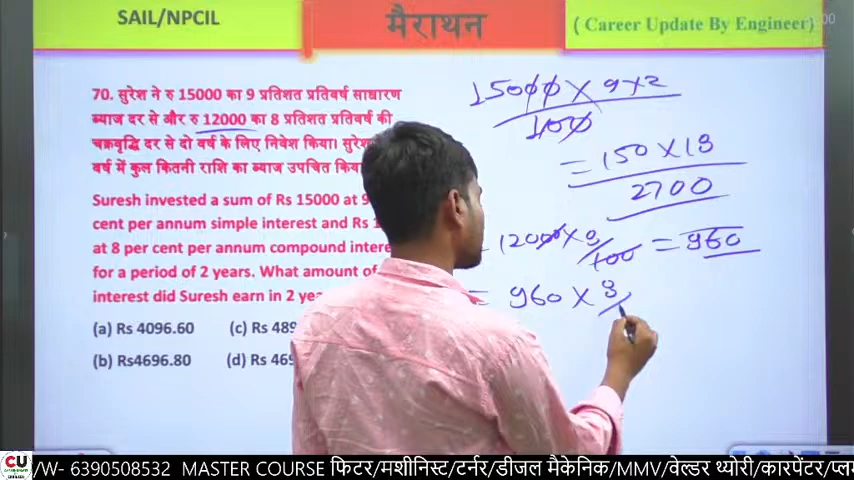 SAIL/NPCIL
मैराथन
( Career Update By Engineer)
70. सुरेश ने रु 15000 का 9 प्रतिशत प्रतिवर्ष साधारण
ब्याज दर से और रु 12000 का 8 प्रतिशत प्रतिवर्ष की
चक्रवृद्धि दर से दो वर्ष के लिए निवेश किया। सुरेश
वर्ष में कुल कितनी राशि का ब्याज उपचित किया
Suresh invested a sum of Rs 15000 at 9
cent per annum simple interest and Rs 1
at 8 per cent per annum compound intere
for a period of 2 years. What amount of
interest did Suresh earn in 2 ye
(a) Rs 4096.60 (c) Rs 489
(b) Rs4696.80 (d) Rs 469
15000 X 9 X 2
100
= 150 X 18
2700
= 12000 X 8
100 = 960
= 960 X 8
CU
/W- 6390508532 MASTER COURSE फिटर/मशीनिस्ट/टर्नर/डीजल मैकेनिक/MMV/वेल्डर थ्योरी/कारपेंटर/प्लम